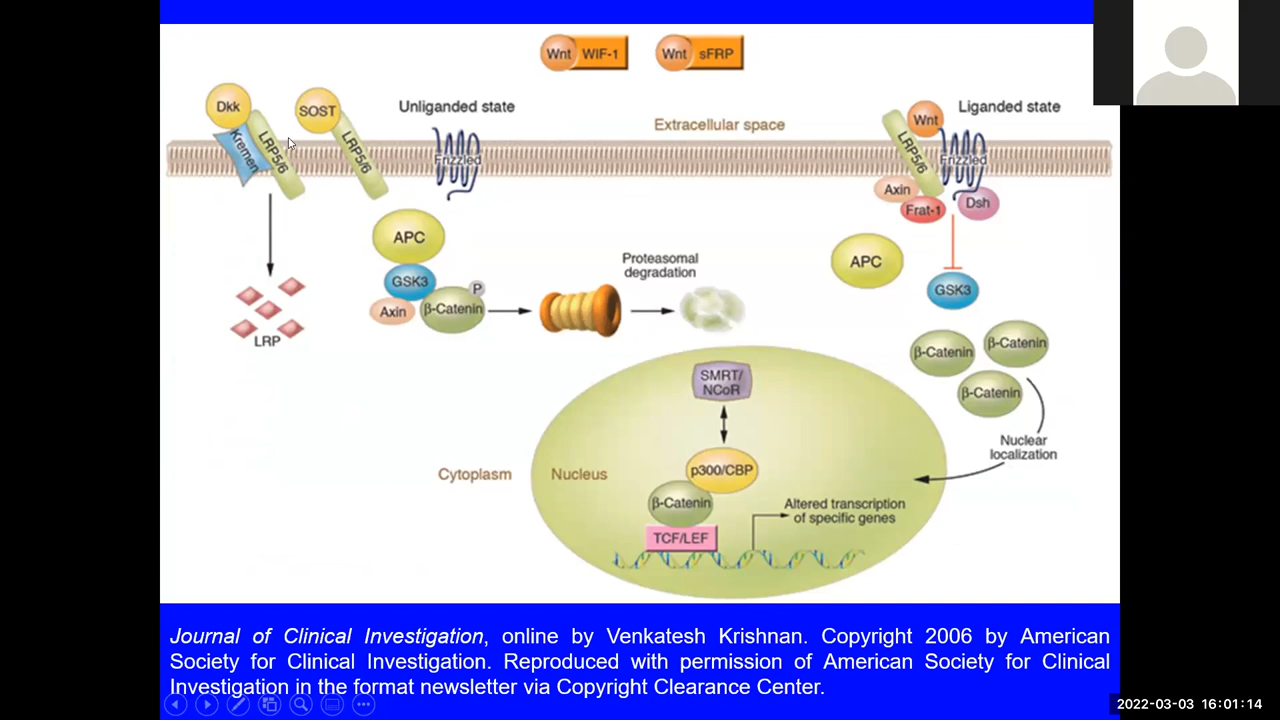 Wnt WIF-1
Wnt sFRP
Dkk
Kremen
LRP5/6
SOST
LRP5/6
Unliganded state
Frizzled
Extracellular space
Liganded state
Wnt
LRP5/6
Frizzled
Axin
Frat-1
Dsh
APC
GSK3
Axin
β-Catenin
P
Proteasomal
degradation
LRP
APC
GSK3
β-Catenin
β-Catenin
β-Catenin
Nuclear
localization
SMRT/
NCoR
p300/CBP
Cytoplasm
Nucleus
β-Catenin
TCF/LEF
Altered transcription
of specific genes
Journal of Clinical Investigation, online by Venkatesh Krishnan. Copyright 2006 by American
Society for Clinical Investigation. Reproduced with permission of American Society for Clinical
Investigation in the format newsletter via Copyright Clearance Center.
2022-03-03 16:01:14